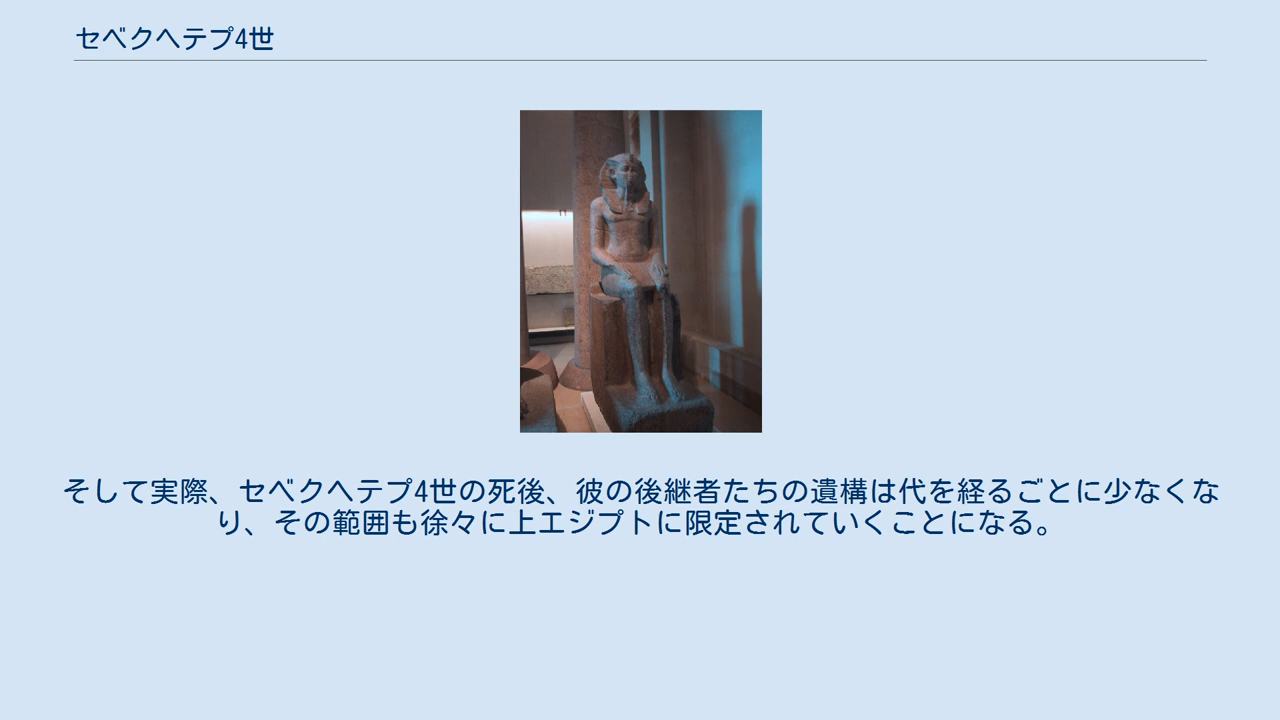 セベクヘテプ4世
そして実際、セベクヘテプ4世の死後、彼の後継者たちの遺構は代を経るごとに少なくな
り、その範囲も徐々に上エジプトに限定されていくことになる。